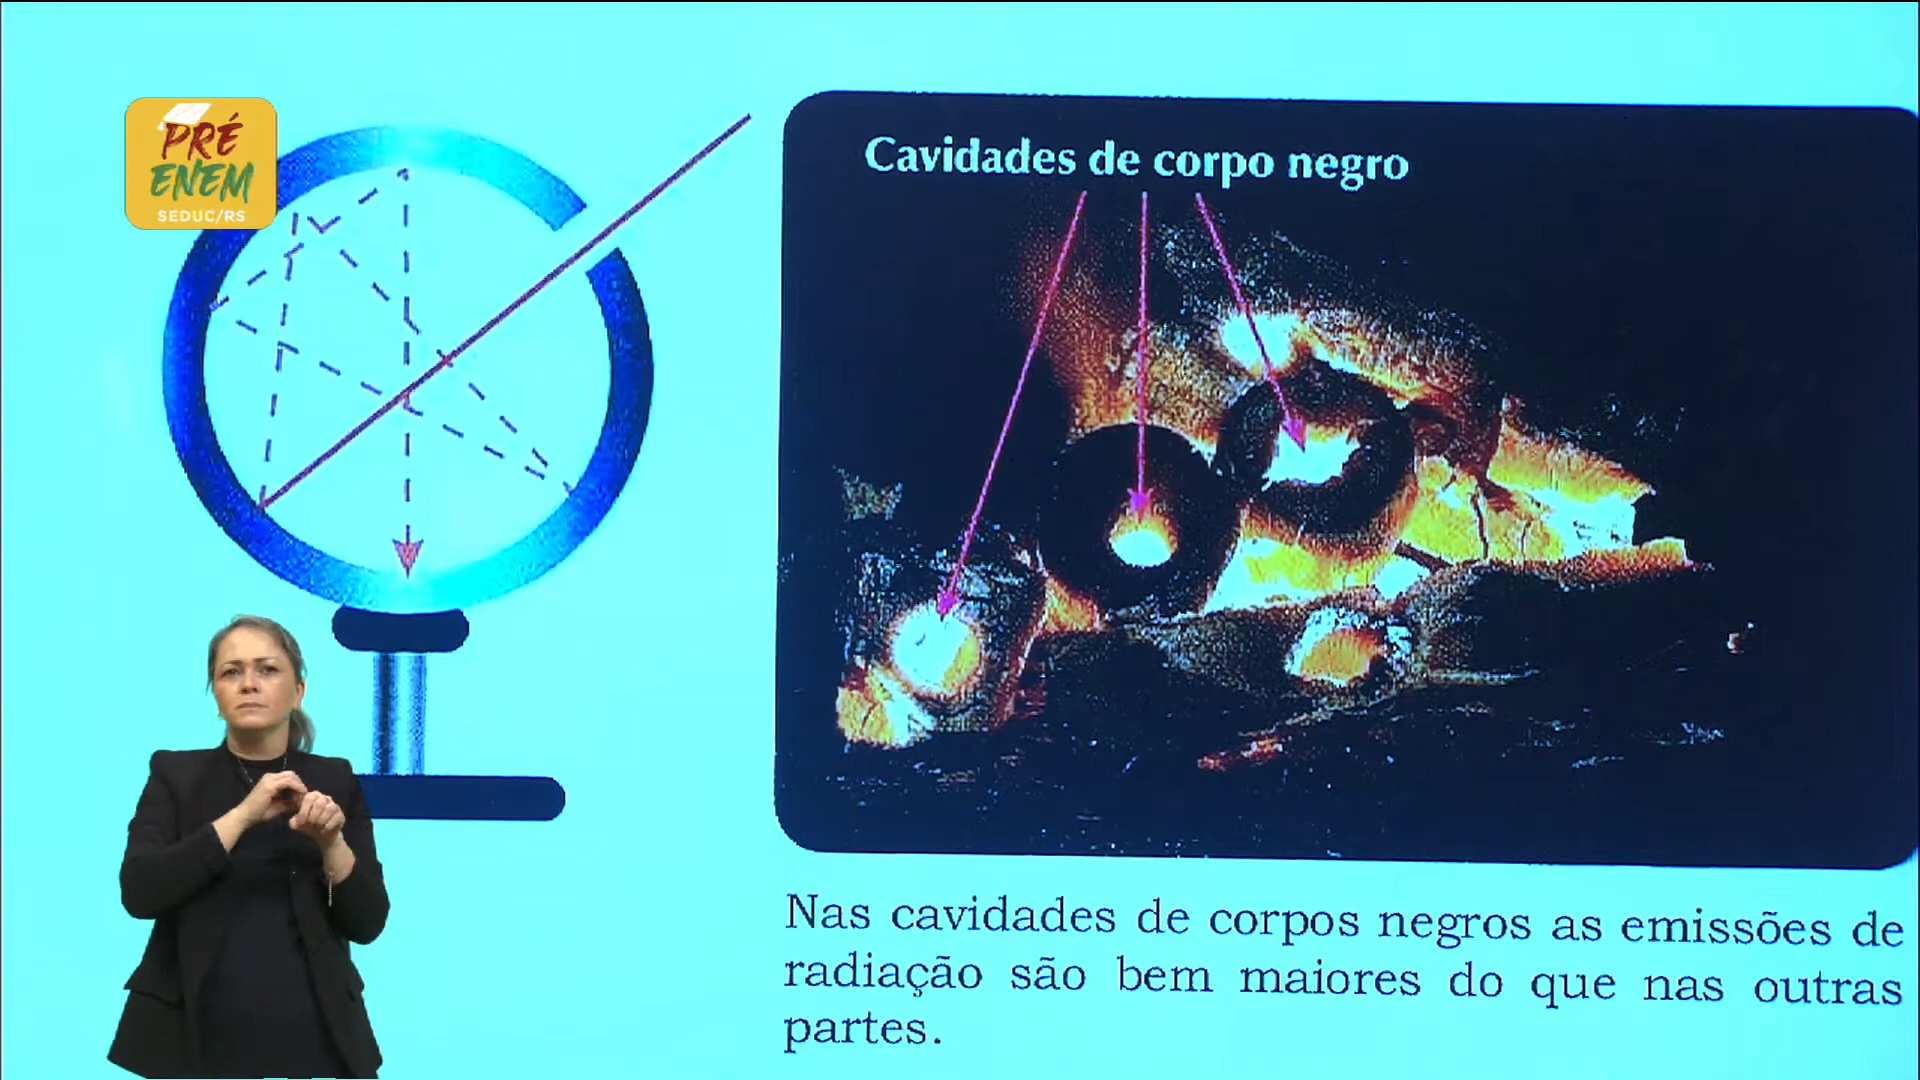 PRÉ
ENEM
SEDUC/RS
Cavidades de corpo negro
Nas cavidades de corpos negros as emissões de
radiação são bem maiores do que nas outras
partes.